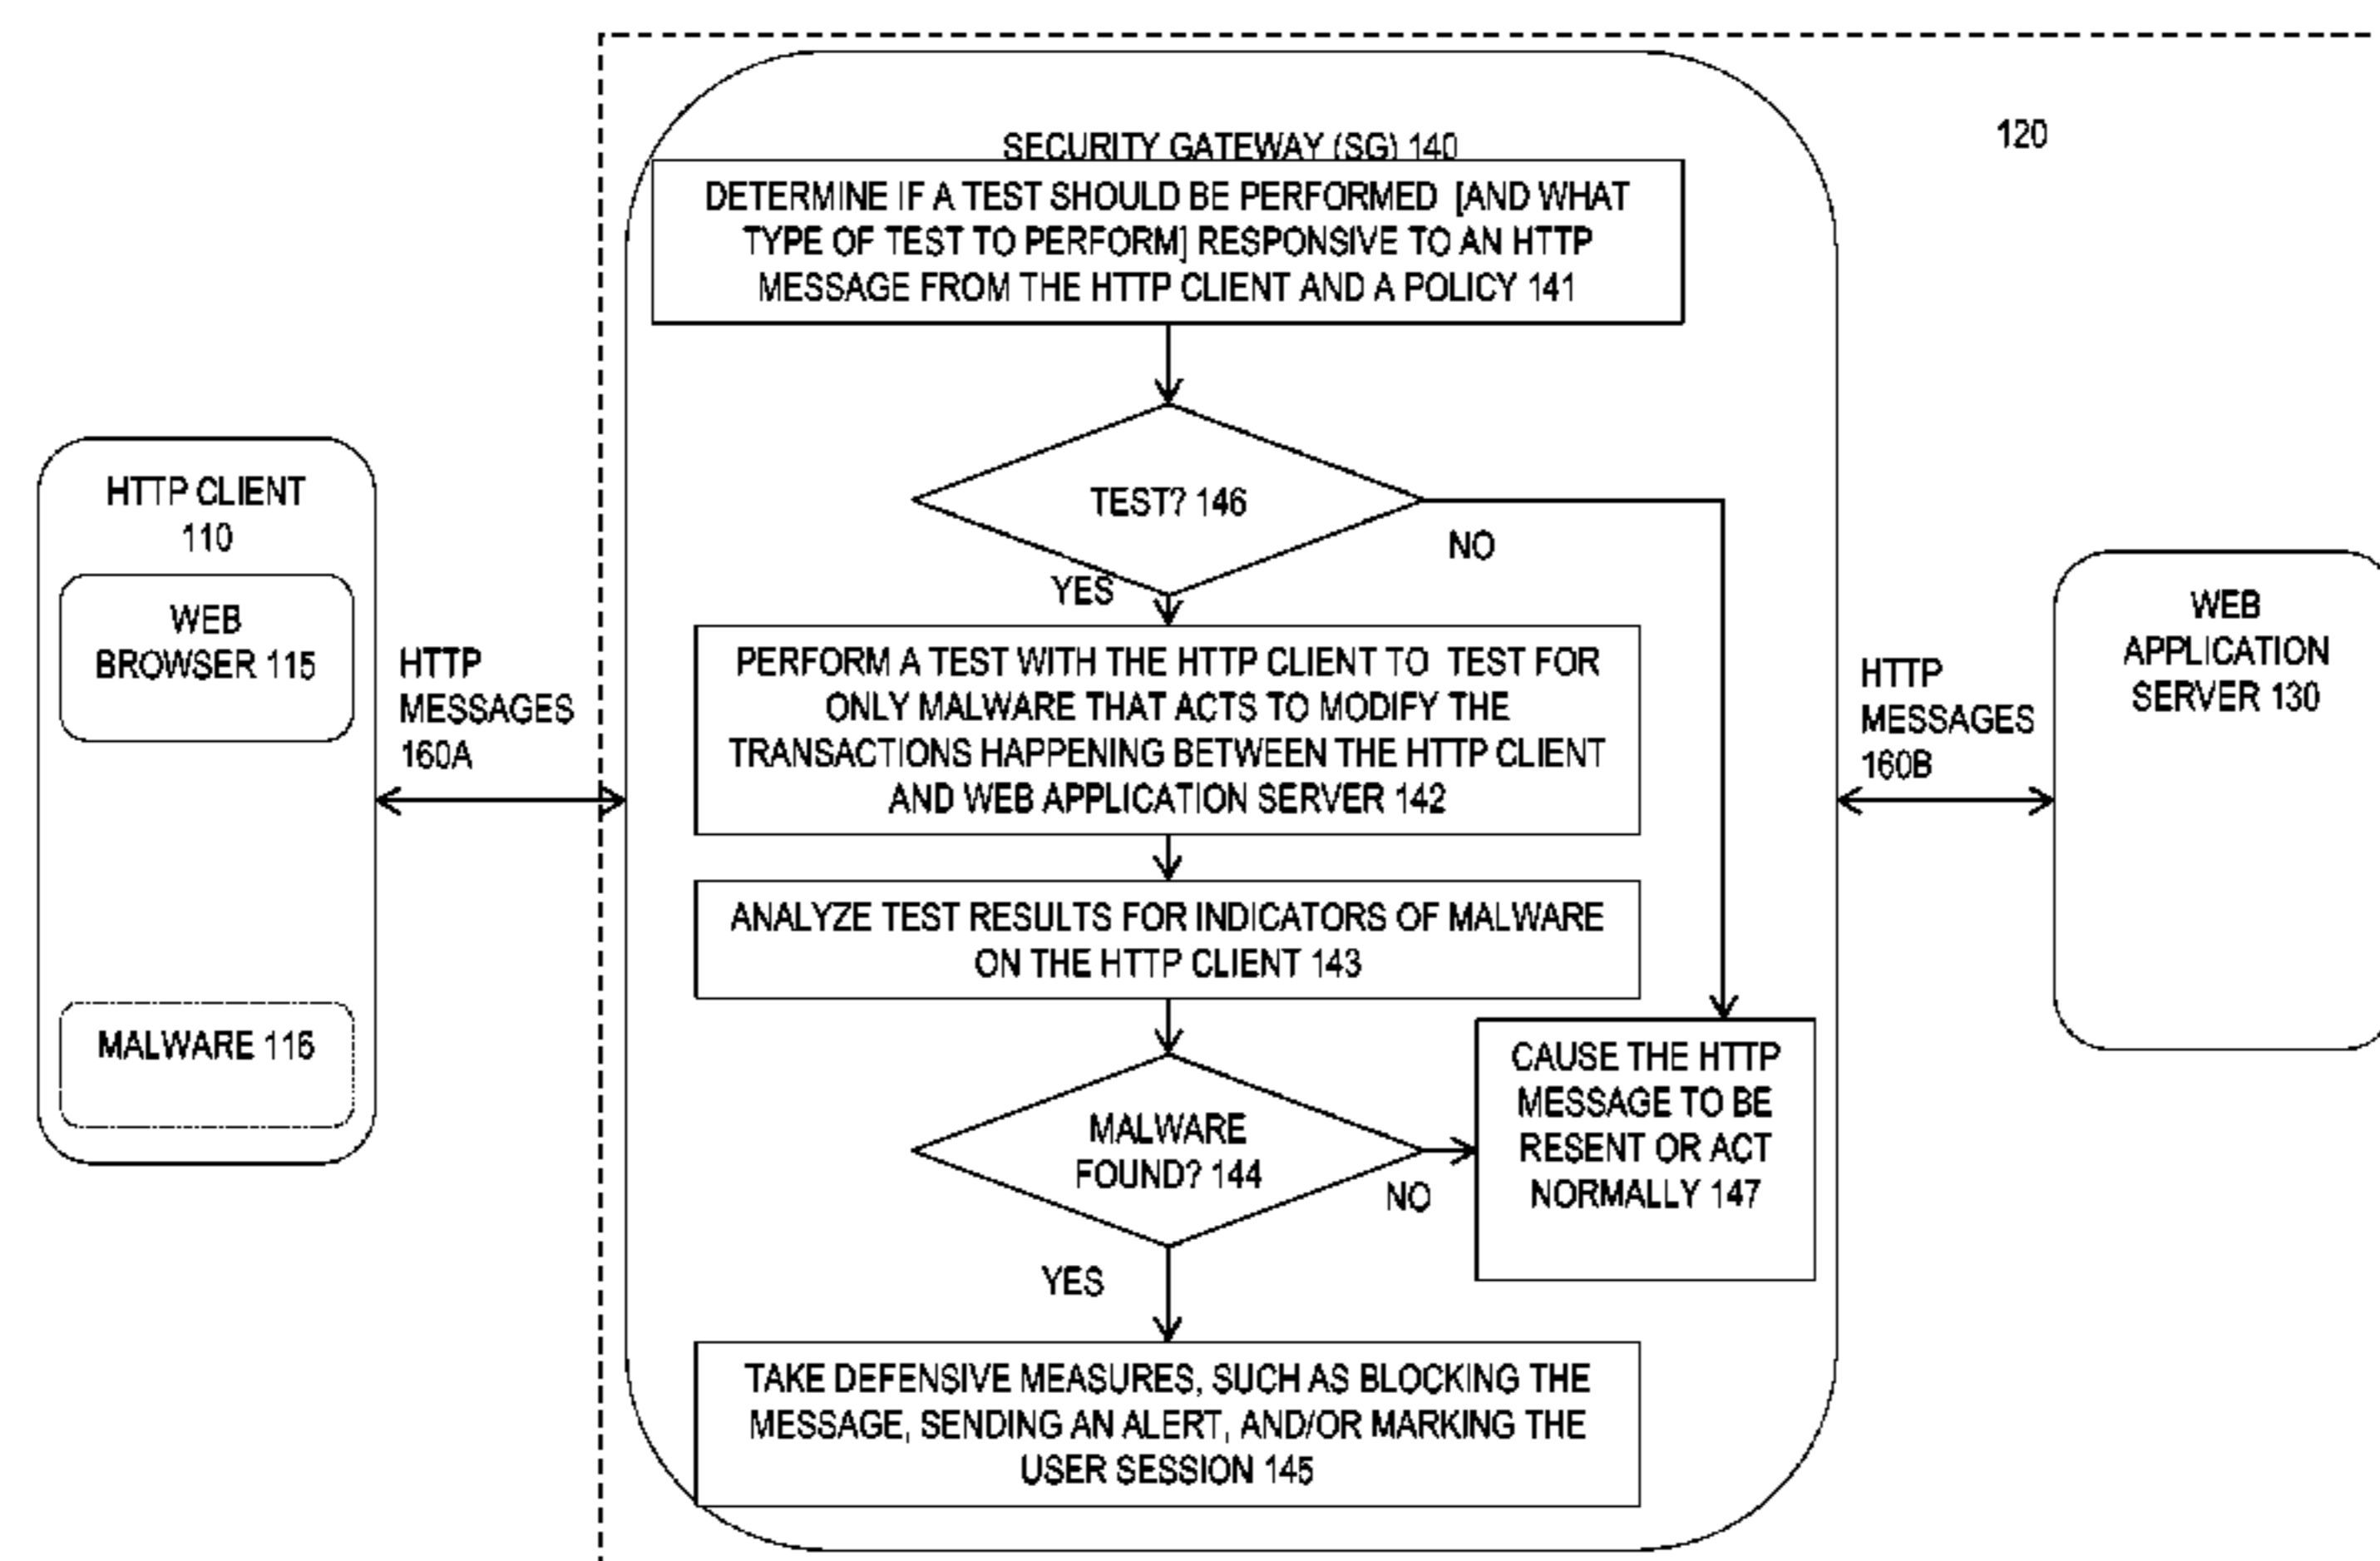 120
SECURITY GATEWAY (SG) 140
DETERMINE IF A TEST SHOULD BE PERFORMED [AND WHAT
TYPE OF TEST TO PERFORM] RESPONSIVE TO AN HTTP
MESSAGE FROM THE HTTP CLIENT AND A POLICY 141
TEST? 146
NO
YES
HTTP CLIENT
110
WEB
BROWSER 115
MALWARE 116
HTTP
MESSAGES
160A
PERFORM A TEST WITH THE HTTP CLIENT TO TEST FOR
ONLY MALWARE THAT ACTS TO MODIFY THE
TRANSACTIONS HAPPENING BETWEEN THE HTTP CLIENT
AND WEB APPLICATION SERVER 142
ANALYZE TEST RESULTS FOR INDICATORS OF MALWARE
ON THE HTTP CLIENT 143
MALWARE
FOUND? 144
NO
YES
CAUSE THE HTTP
MESSAGE TO BE
RESENT OR ACT
NORMALLY 147
TAKE DEFENSIVE MEASURES, SUCH AS BLOCKING THE
MESSAGE, SENDING AN ALERT, AND/OR MARKING THE
USER SESSION 145
HTTP
MESSAGES
160B
WEB
APPLICATION
SERVER 130